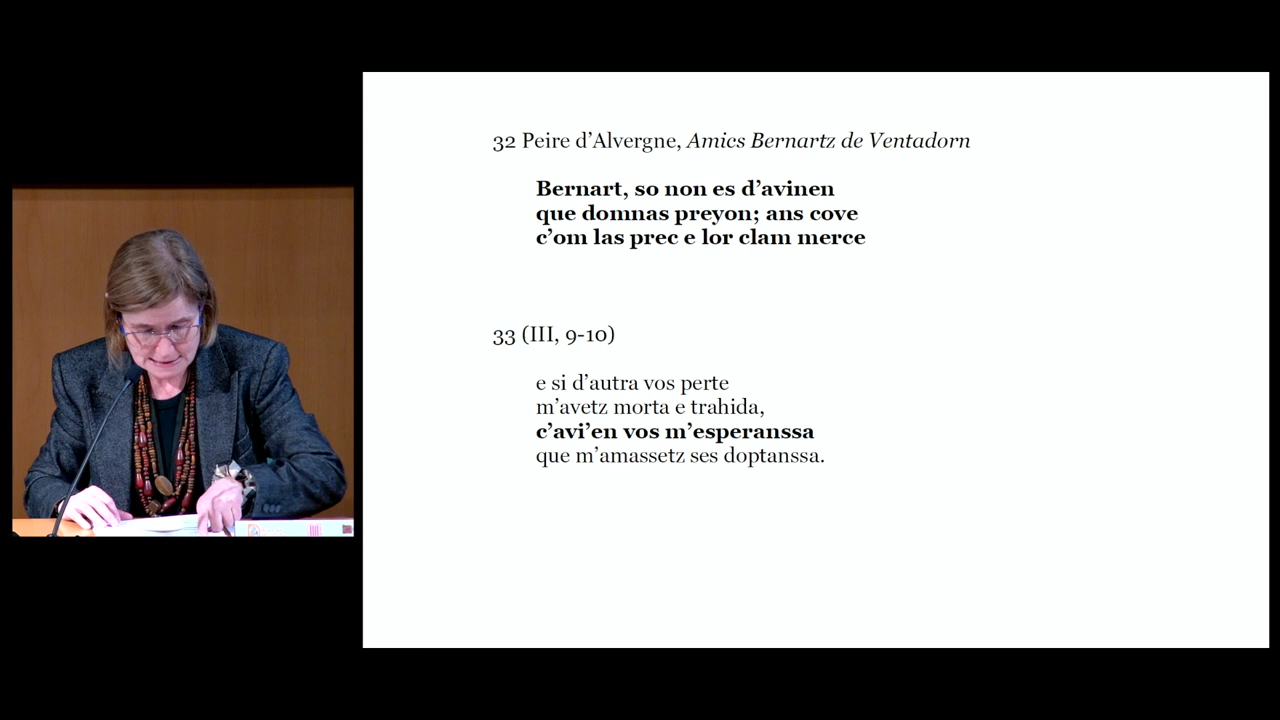 32 Peire d’Alvergne, Amics Bernartz de Ventadorn
Bernart, so non es d’avinen
que domnas preyon; ans cove
c’om las prec e lor clam merce
33 (III, 9-10)
e si d’autra vos perte
m’avetz morta e trahida,
c’avi’en vos m’esperanssa
que m’amassetz ses doptanssa.